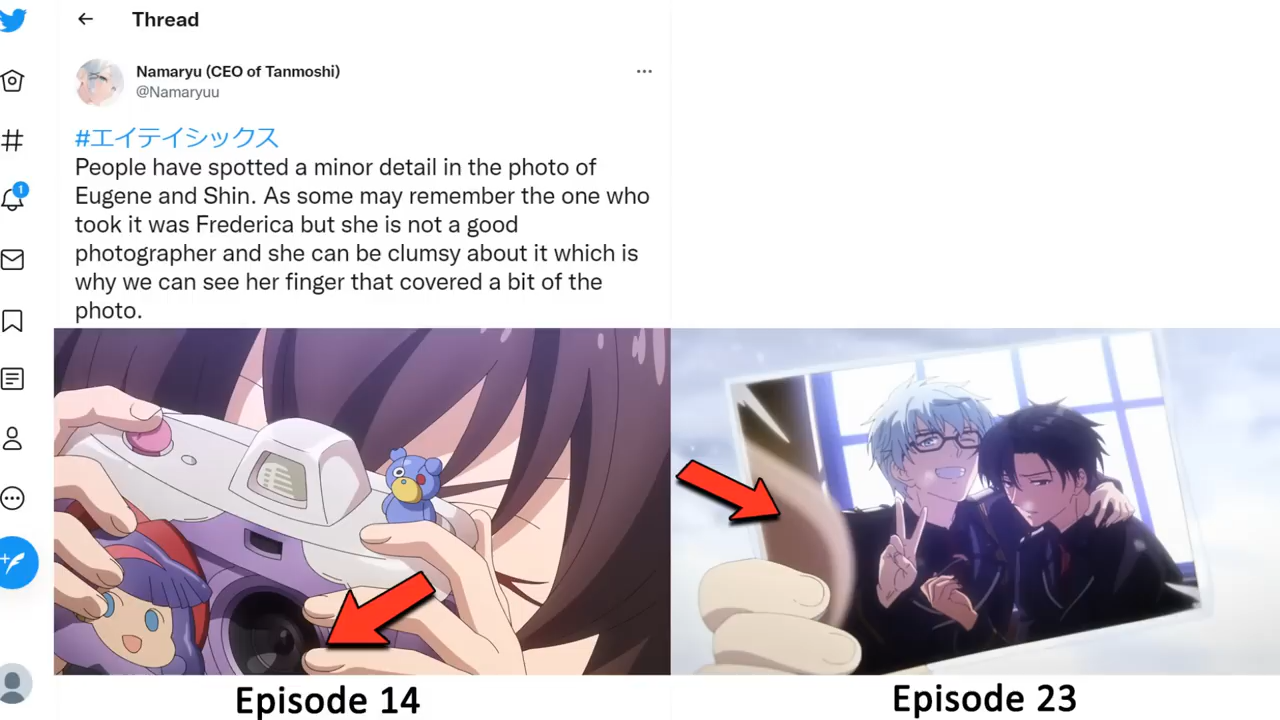 Thread
Namaryu (CEO of Tanmoshi)
@Namaryuu
#エイティシックス
People have spotted a minor detail in the photo of
Eugene and Shin. As some may remember the one who
took it was Frederica but she is not a good
photographer and she can be clumsy about it which is
why we can see her finger that covered a bit of the
photo.
1
Episode 14
Episode 23